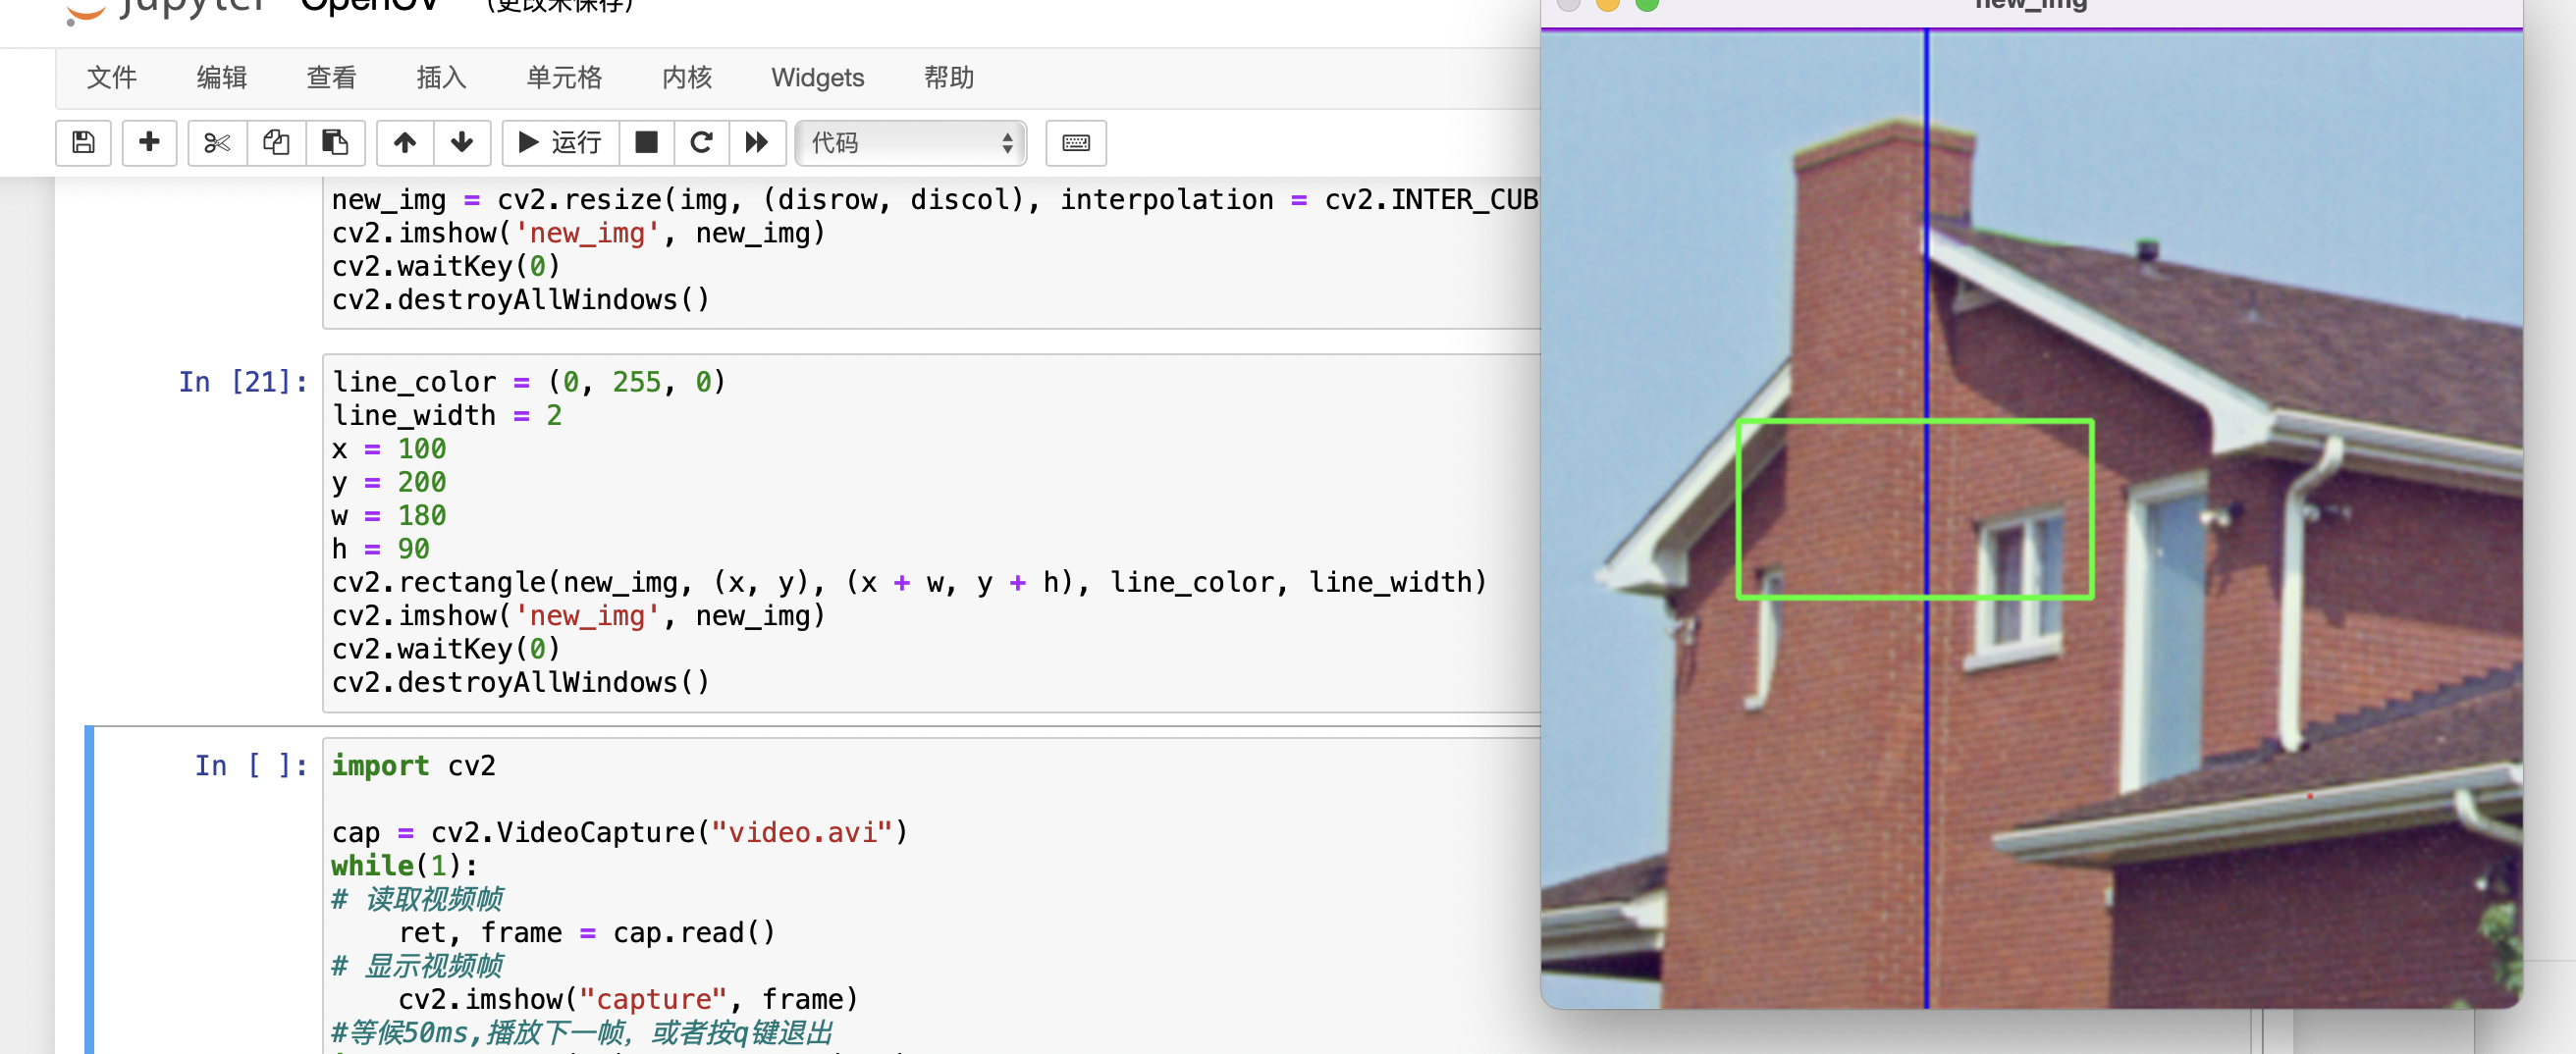 jupyter OpenCV (更改未保存)
new_img
文件 编辑 查看 插入 单元格 内核 Widgets 帮助
运行 代码
new_img = cv2.resize(img, (disrow, discol), interpolation = cv2.INTER_CUB
cv2.imshow('new_img', new_img)
cv2.waitKey(0)
cv2.destroyAllWindows()
In [21]:
line_color = (0, 255, 0)
line_width = 2
x = 100
y = 200
w = 180
h = 90
cv2.rectangle(new_img, (x, y), (x + w, y + h), line_color, line_width)
cv2.imshow('new_img', new_img)
cv2.waitKey(0)
cv2.destroyAllWindows()
In [ ]:
import cv2
cap = cv2.VideoCapture("video.avi")
while(1):
# 读取视频帧
ret, frame = cap.read()
# 显示视频帧
cv2.imshow("capture", frame)
#等候50ms,播放下一帧，或者按q键退出